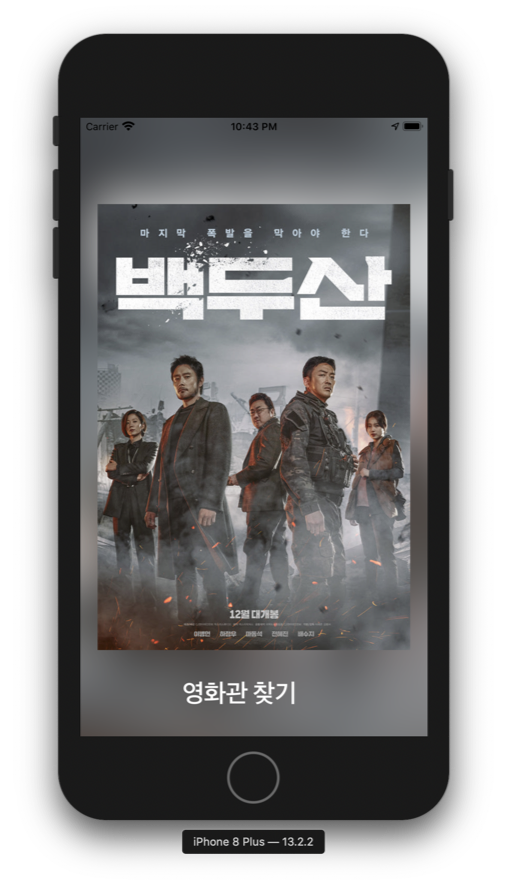 Carrier
10:43 PM
마지막 폭발을 막아야 한다
백두산
12월 대개봉
이병헌 하정우 마동석 전혜진 배수지
영화관 찾기
iPhone 8 Plus — 13.2.2